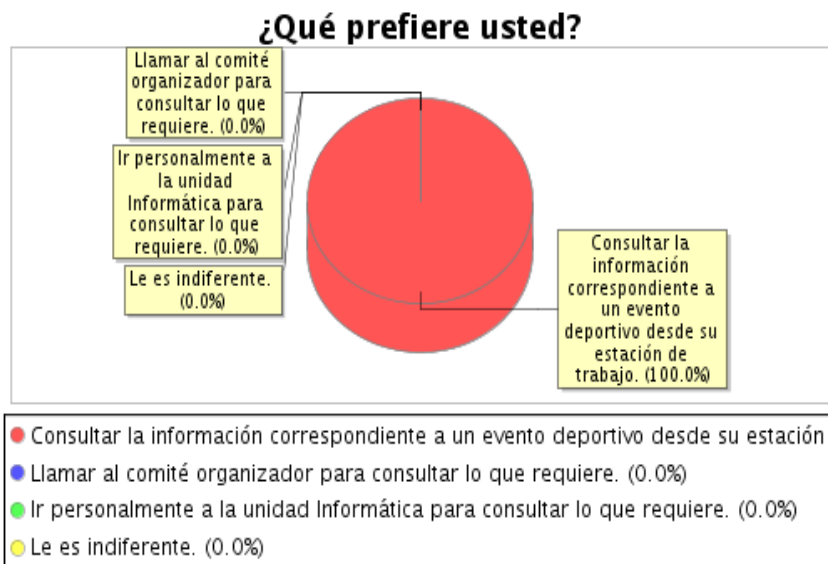 ¿Qué prefiere usted?
Llamar al comité
organizador para
consultar lo que
requiere. (0.0%)
Ir personalmente a
la unidad
Informática para
consultar lo que
requiere. (0.0%)
Le es indiferente.
(0.0%)
Consultar la
información
correspondiente a
un evento
deportivo desde su
estación de
trabajo. (100.0%)
Consultar la información correspondiente a un evento deportivo desde su estación
Llamar al comité organizador para consultar lo que requiere. (0.0%)
Ir personalmente a la unidad Informática para consultar lo que requiere. (0.0%)
Le es indiferente. (0.0%)